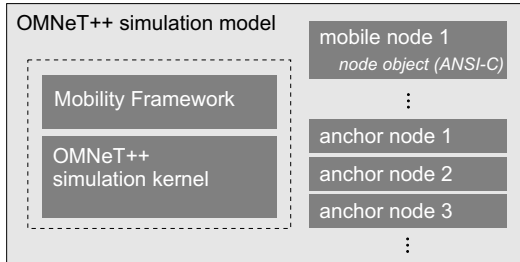 OMNeT++ simulation model
Mobility Framework
OMNeT++
simulation kernel
mobile node 1
node object (ANSI-C)
⋮
anchor node 1
anchor node 2
anchor node 3
⋮